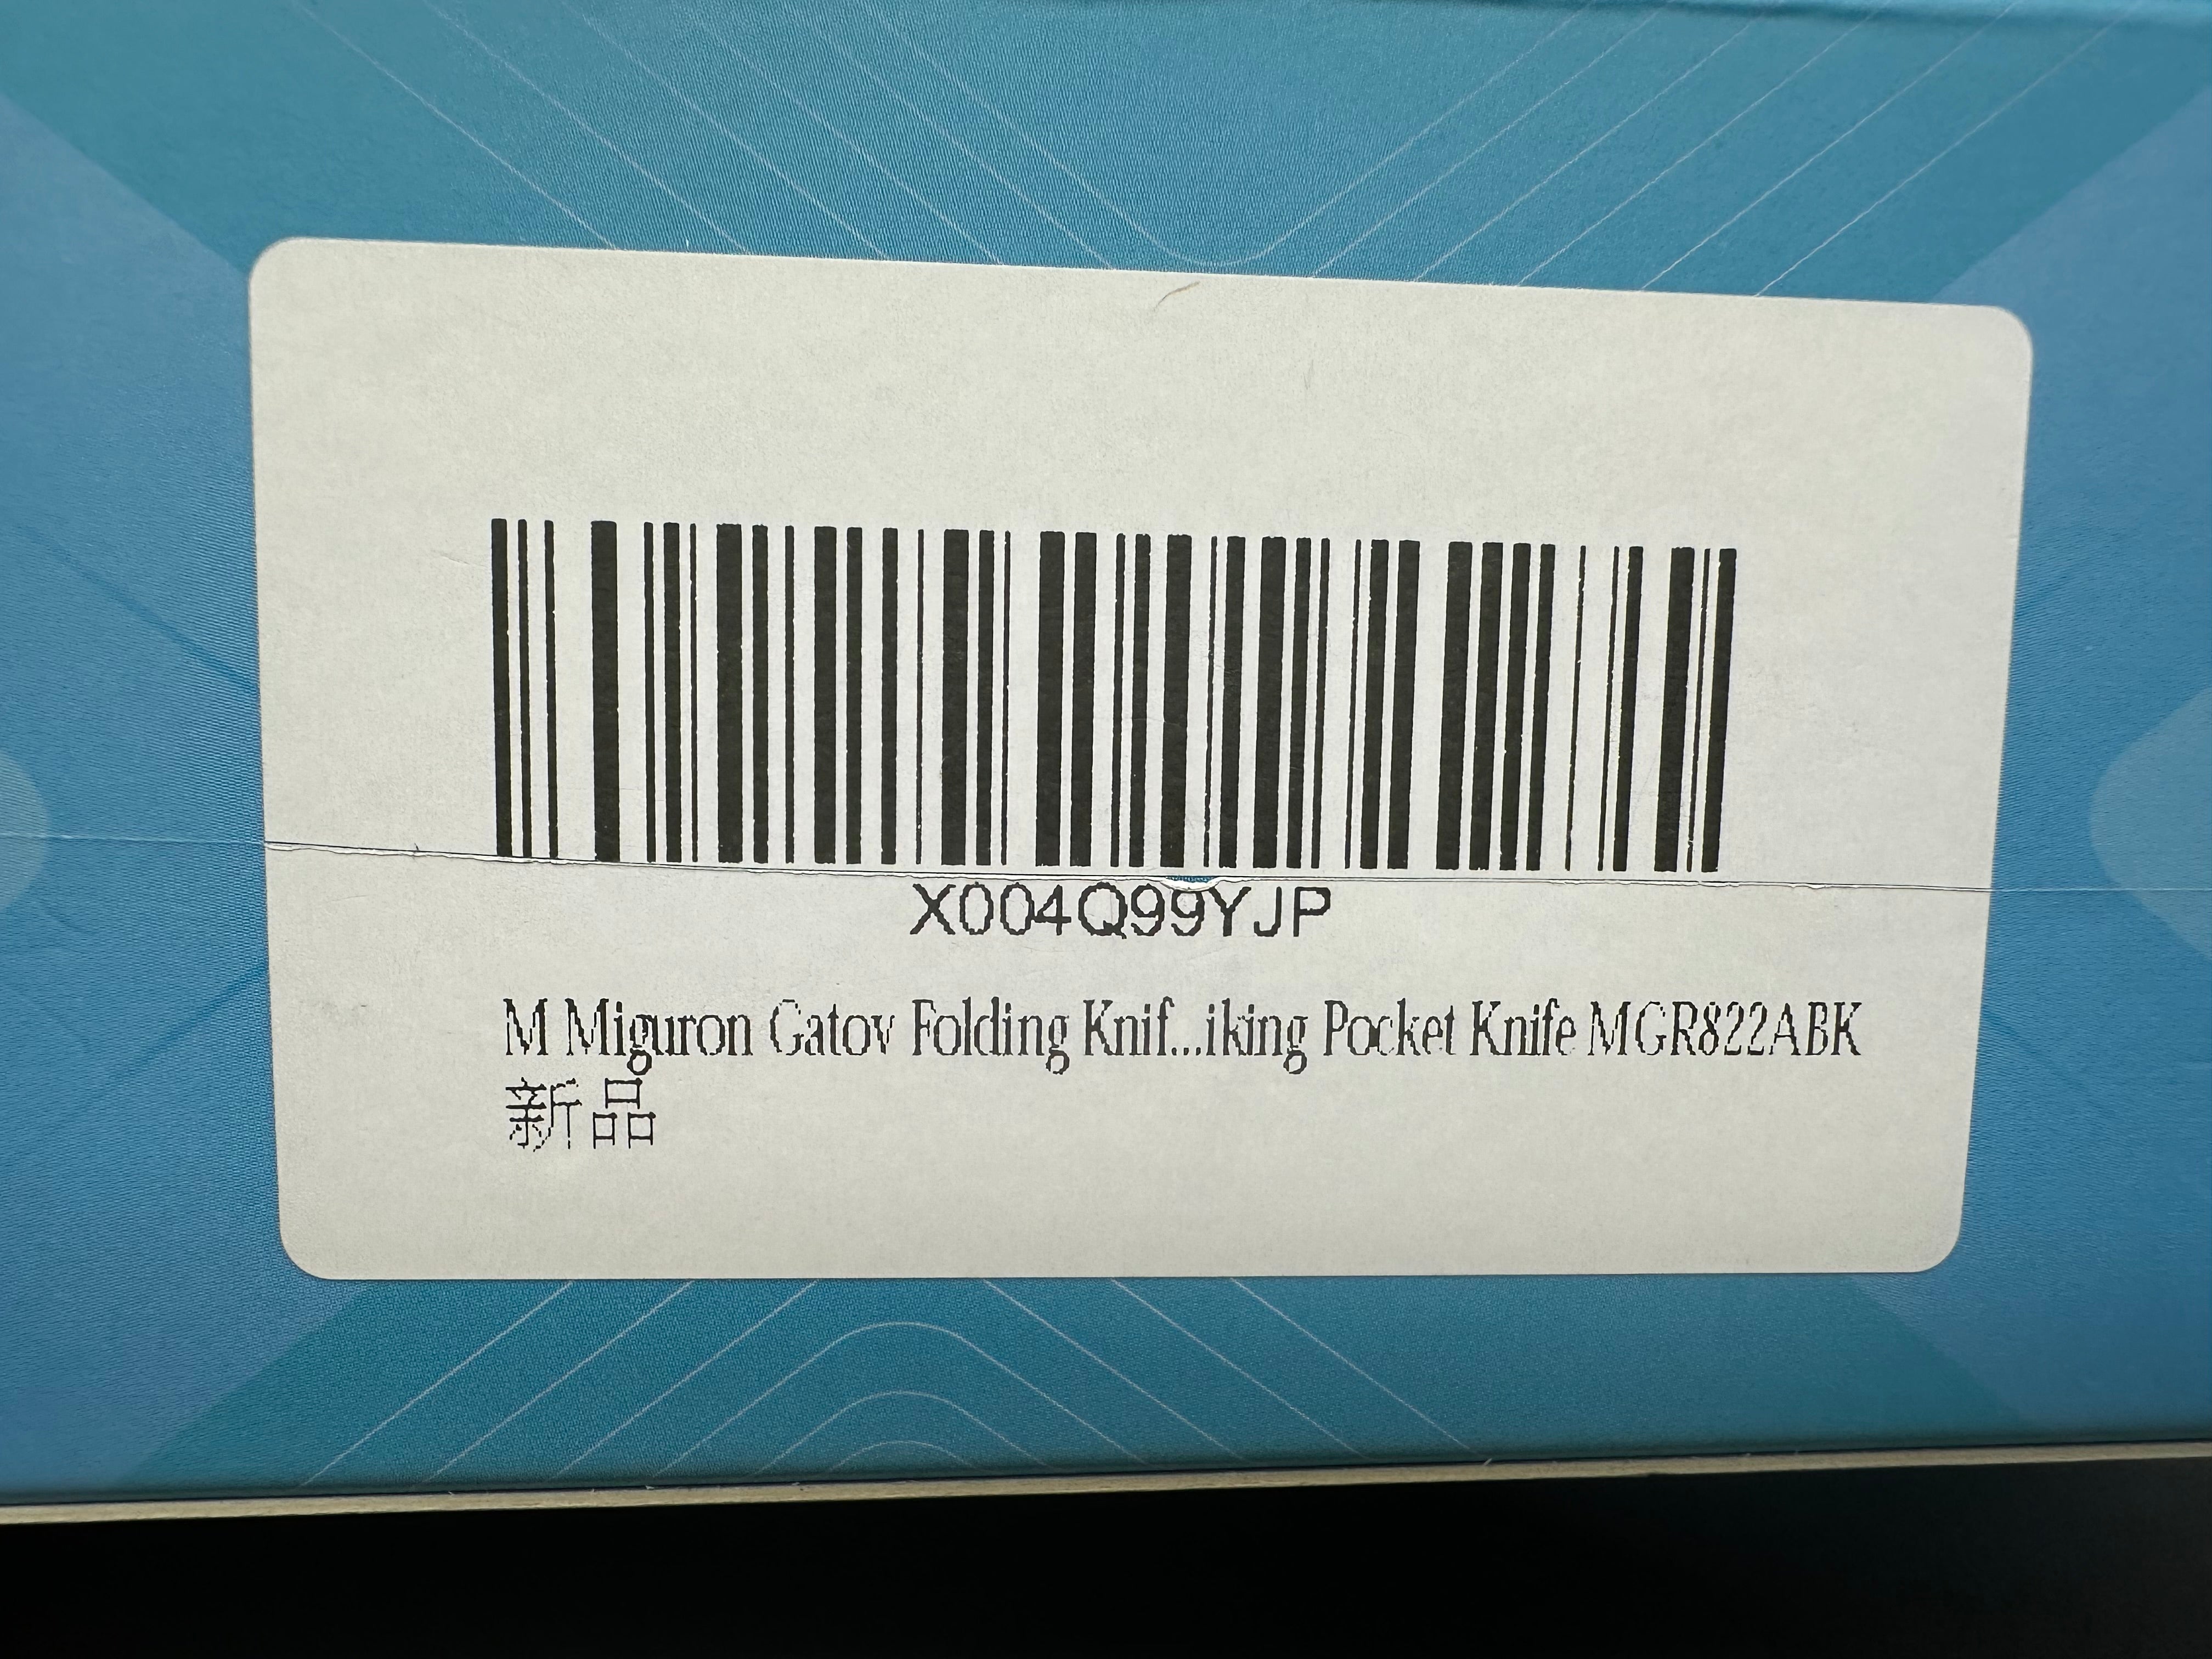 X004Q99YJP
M Miguron Gatov Folding Knif...iking Pocket Knife MGR822ABK
新品